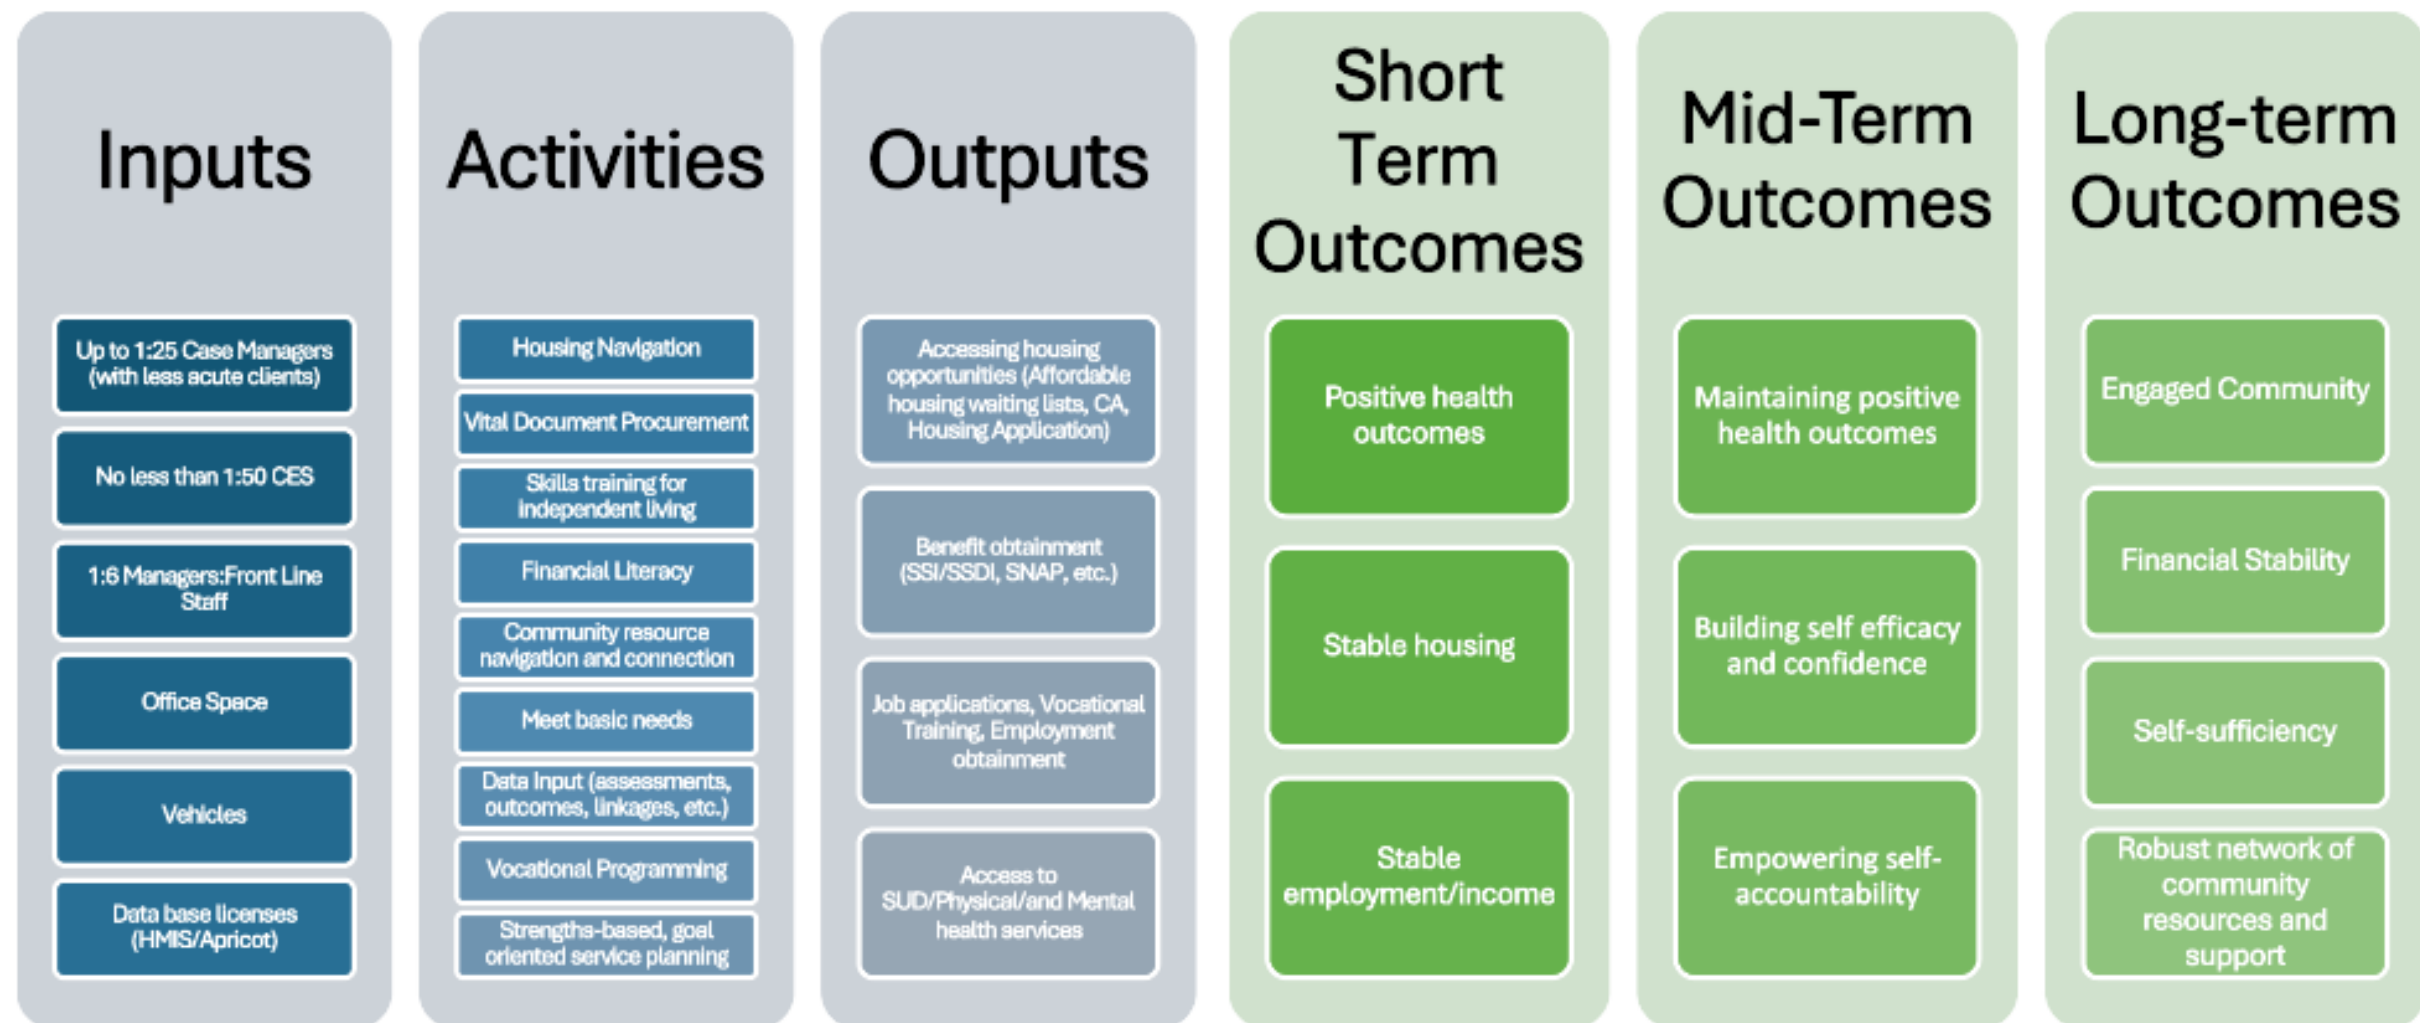 Inputs
Up to 1:25 Case Managers
(with less acute clients)
No less than 1:50 CES
1:6 Managers:Front Line
Staff
Office Space
Vehicles
Data base licenses
(HMIS/Apricot)
Activities
Housing Navigation
Vital Document Procurement
Skills training for
independent living
Financial Literacy
Community resource
navigation and connection
Meet basic needs
Data Input (assessments,
outcomes, linkages, etc.)
Vocational Programming
Strengths-based, goal
oriented service planning
Outputs
Accessing housing
opportunities (Affordable
housing waiting lists, CA,
Housing Application)
Benefit obtainment
(SSI/SSDI, SNAP, etc.)
Job applications, Vocational
Training, Employment
obtainment
Access to
SUD/Physical/and Mental
health services
Short
Term
Outcomes
Positive health
outcomes
Stable housing
Stable
employment/income
Mid-Term
Outcomes
Maintaining positive
health outcomes
Building self efficacy
and confidence
Empowering self-
accountability
Long-term
Outcomes
Engaged Community
Financial Stability
Self-sufficiency
Robust network of
community
resources and
support